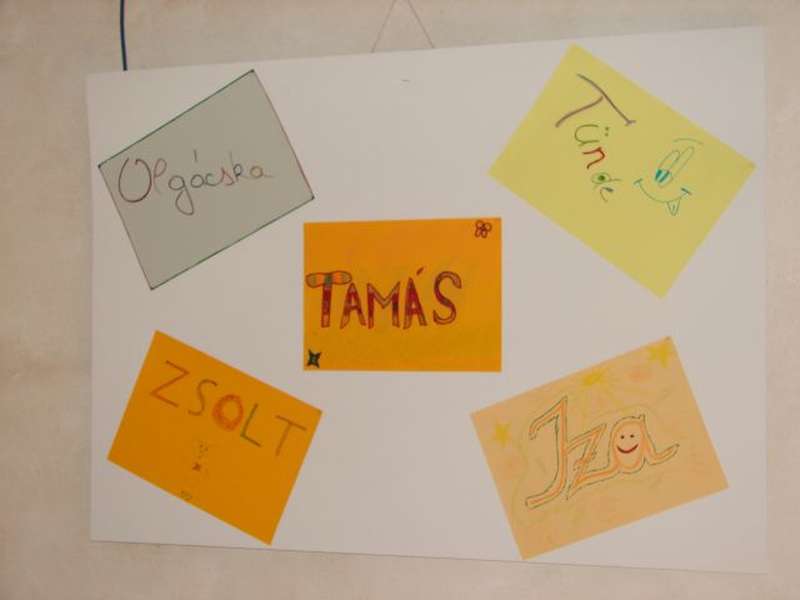 Olgácska
Tünde
TAMÁS
ZSOLT
Iza